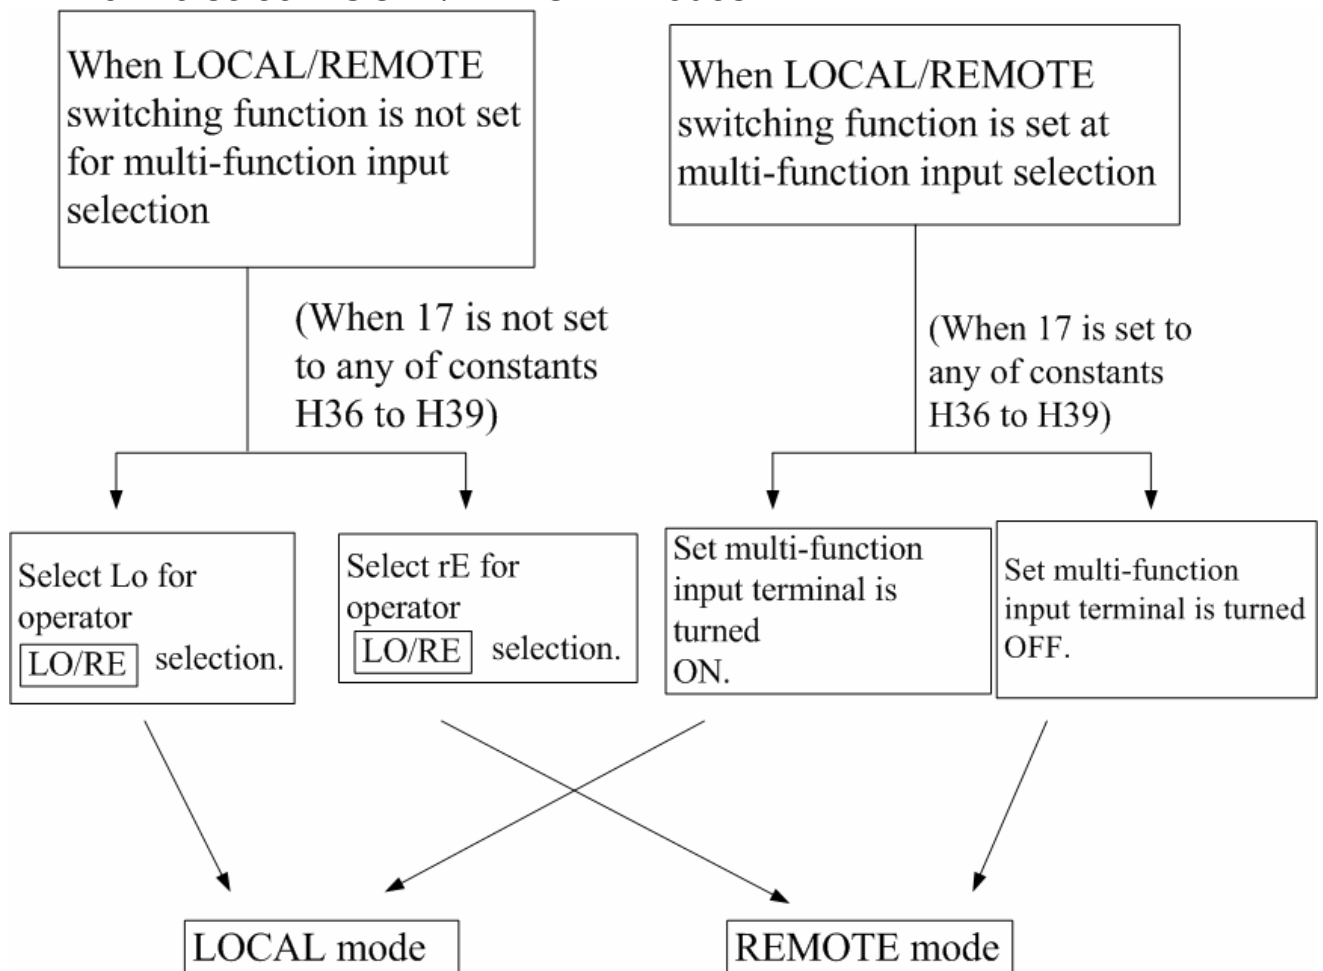 When LOCAL/REMOTE
switching function is not set
for multi-function input
selection
When LOCAL/REMOTE
switching function is set at
multi-function input selection
(When 17 is not set
to any of constants
H36 to H39)
(When 17 is set to
any of constants
H36 to H39)
Select Lo for
operator
LO/RE selection.
Select rE for
operator
LO/RE selection.
Set multi-function
input terminal is
turned
ON.
Set multi-function
input terminal is turned
OFF.
LOCAL mode
REMOTE mode